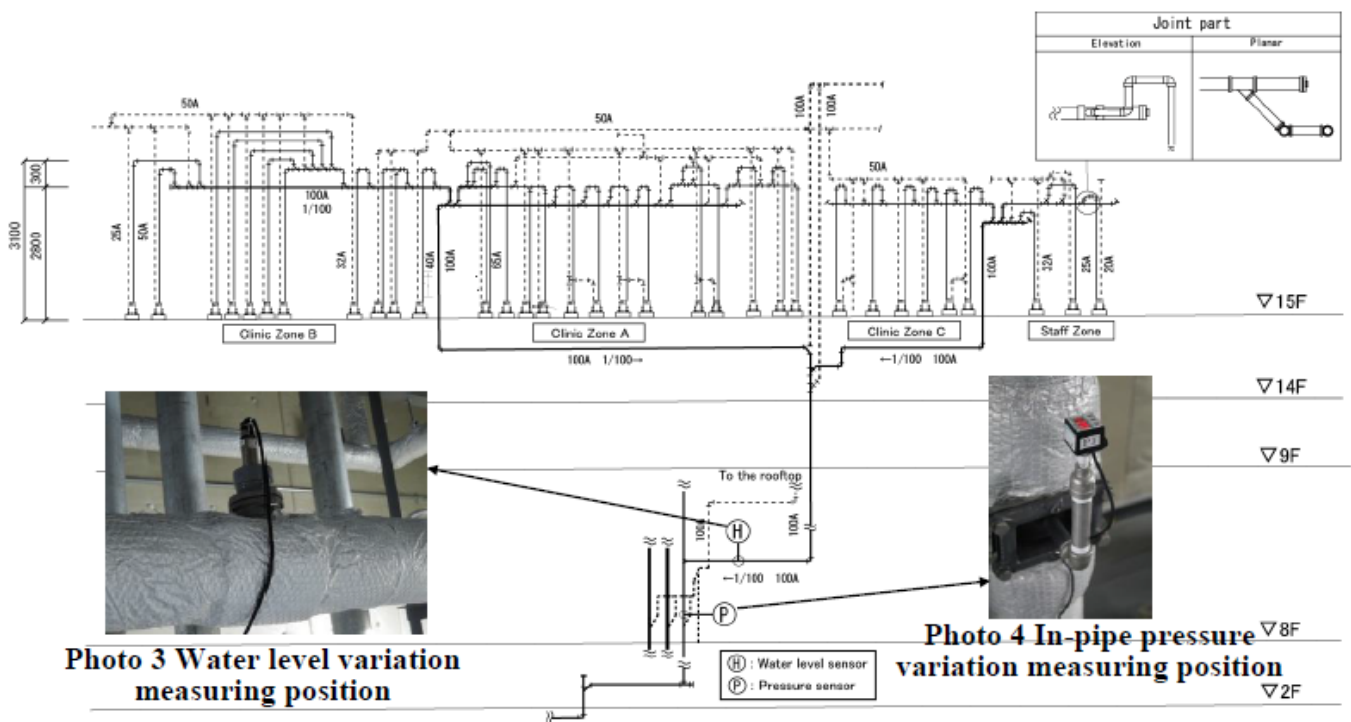 Joint part
Elevation
Planar
50A
100A
100A
50A
50A
300
3100
2800
100A
1/100
25A
50A
32A
40A
100A
65A
100A
32A
25A
20A
▽15F
Clinic Zone B
Clinic Zone A
Clinic Zone C
Staff Zone
100A 1/100→
←1/100 100A
▽14F
▽9F
To the rooftop
100A
100A
H
←1/100 100A
P
▽8F
Photo 3 Water level variation
measuring position
Photo 4 In-pipe pressure
variation measuring position
H : Water level sensor
P : Pressure sensor
▽2F